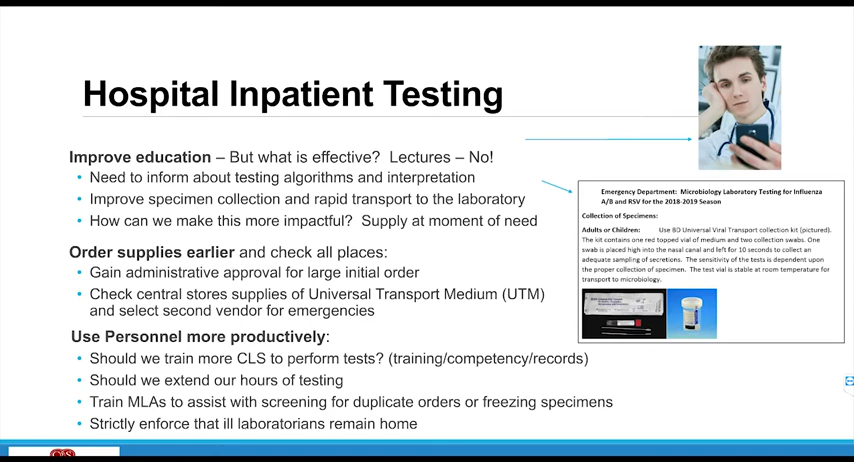 Hospital Inpatient Testing
Improve education – But what is effective? Lectures – No!
• Need to inform about testing algorithms and interpretation
• Improve specimen collection and rapid transport to the laboratory
• How can we make this more impactful? Supply at moment of need
Order supplies earlier and check all places:
• Gain administrative approval for large initial order
• Check central stores supplies of Universal Transport Medium (UTM)
and select second vendor for emergencies
Use Personnel more productively:
• Should we train more CLS to perform tests? (training/competency/records)
• Should we extend our hours of testing
• Train MLAs to assist with screening for duplicate orders or freezing specimens
• Strictly enforce that ill laboratorians remain home
Emergency Department: Microbiology Laboratory Testing for Influenza
A/B and RSV for the 2018-2019 Season
Collection of Specimens:
Adults or Children: Use BD Universal Viral Transport collection kit (pictured).
The kit contains one red topped vial of medium and two collection swabs. One
swab is placed high into the nasal canal and left for 10 seconds to collect an
adequate sampling of secretions. The sensitivity of the tests is dependent upon
the proper collection of specimen. The test vial is stable at room temperature for
transport to microbiology.